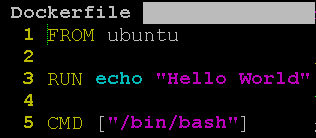 Dockerfile
1 FROM ubuntu
2
3 RUN echo "Hello World"
4
5 CMD ["/bin/bash"]